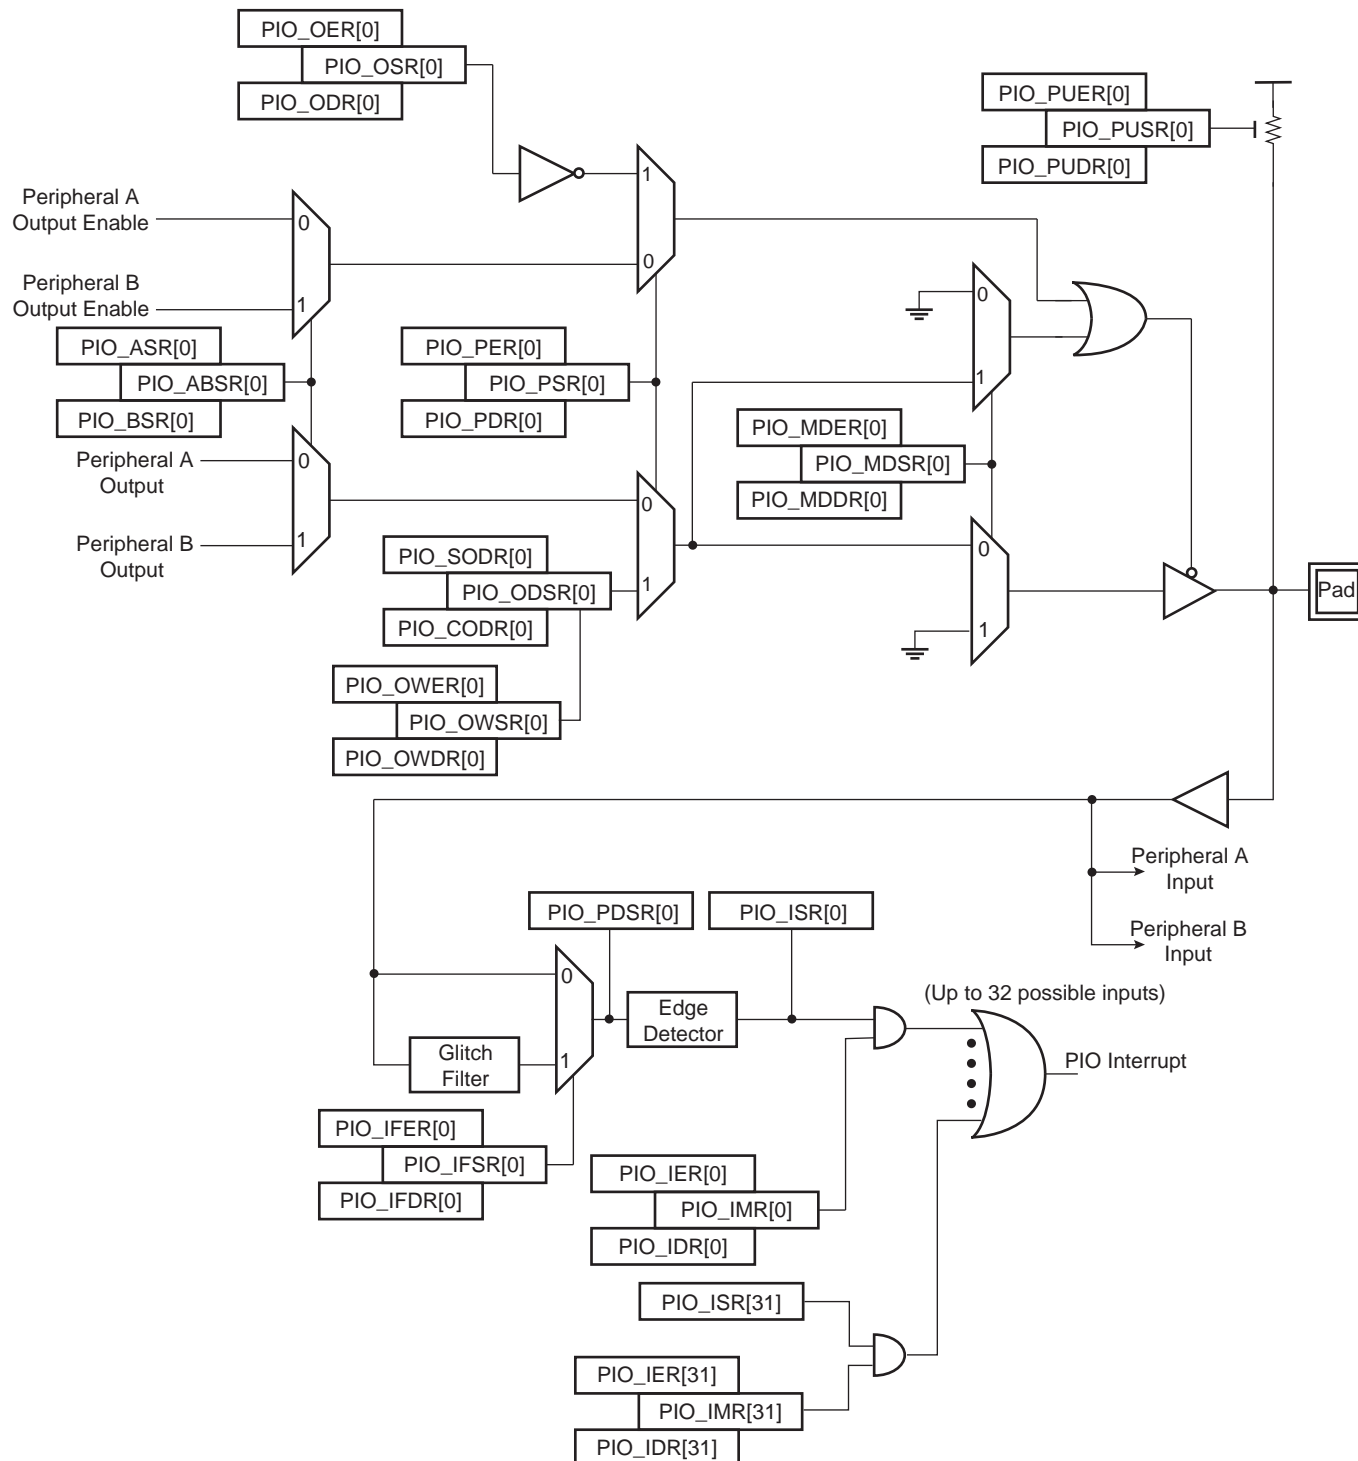 PIO_OER[0]
PIO_OSR[0]
PIO_ODR[0]
PIO_PUER[0]
PIO_PUSR[0]
PIO_PUDR[0]
1
0
Peripheral A
Output Enable
0
Peripheral B
Output Enable
1
0
1
PIO_ASR[0]
PIO_ABSR[0]
PIO_BSR[0]
PIO_PER[0]
PIO_PSR[0]
PIO_PDR[0]
PIO_MDER[0]
PIO_MDSR[0]
PIO_MDDR[0]
Peripheral A
Output
0
Peripheral B
Output
1
0
1
0
1
PIO_SODR[0]
PIO_ODSR[0]
PIO_CODR[0]
Pad
PIO_OWER[0]
PIO_OWSR[0]
PIO_OWDR[0]
Peripheral A
Input
Peripheral B
Input
PIO_PDSR[0]
PIO_ISR[0]
0
1
Edge
Detector
Glitch
Filter
(Up to 32 possible inputs)
PIO Interrupt
PIO_IFER[0]
PIO_IFSR[0]
PIO_IFDR[0]
PIO_IER[0]
PIO_IMR[0]
PIO_IDR[0]
PIO_ISR[31]
PIO_IER[31]
PIO_IMR[31]
PIO_IDR[31]